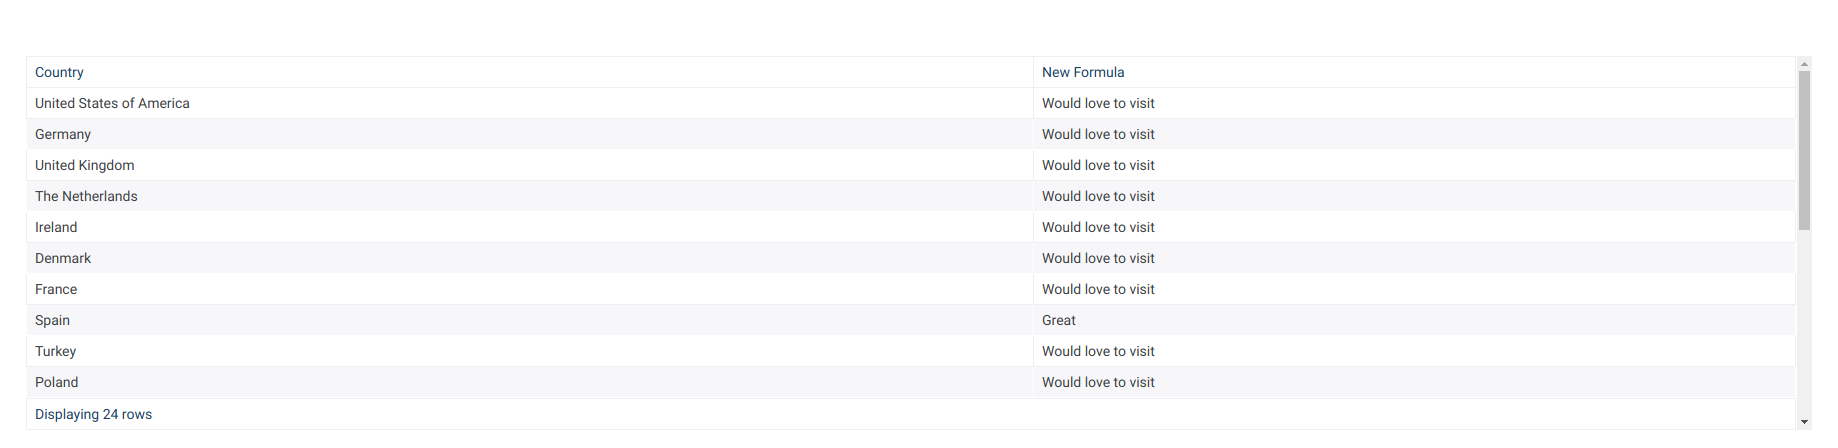 Country New Formula
United States of America Would love to visit
Germany Would love to visit
United Kingdom Would love to visit
The Netherlands Would love to visit
Ireland Would love to visit
Denmark Would love to visit
France Would love to visit
Spain Great
Turkey Would love to visit
Poland Would love to visit
Displaying 24 rows